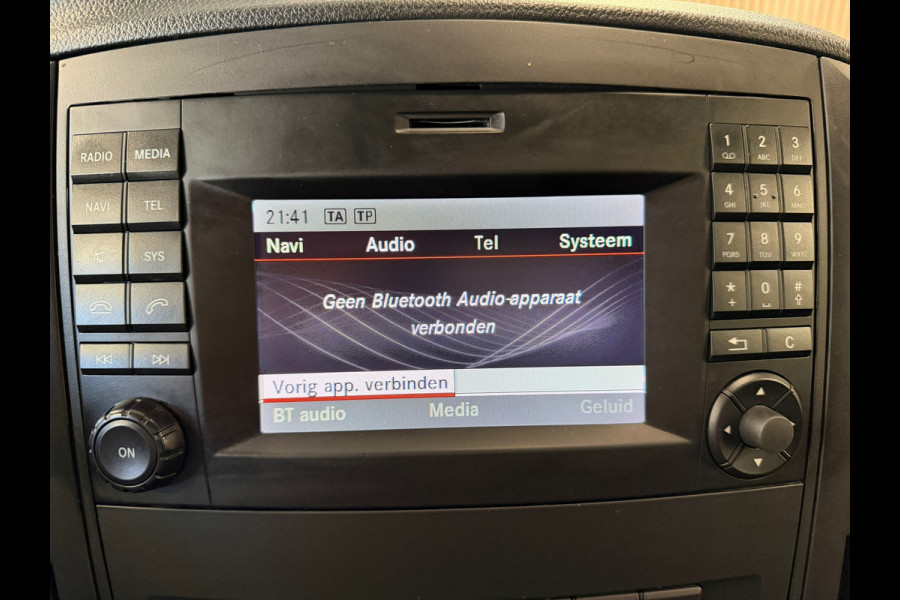 RADIO MEDIA
NAVI TEL
SYS
ON
21:41 TA TP
Navi Audio Tel Systeem
Geen Bluetooth Audio-apparaat
verbonden
Vorig app. verbinden
BT audio Media Geluid
1 2 ABC 3 DEF
4 GHI 5 JKL 6 MNO
7 PQRS 8 TUV 9 WXYZ
* + 0 #
C